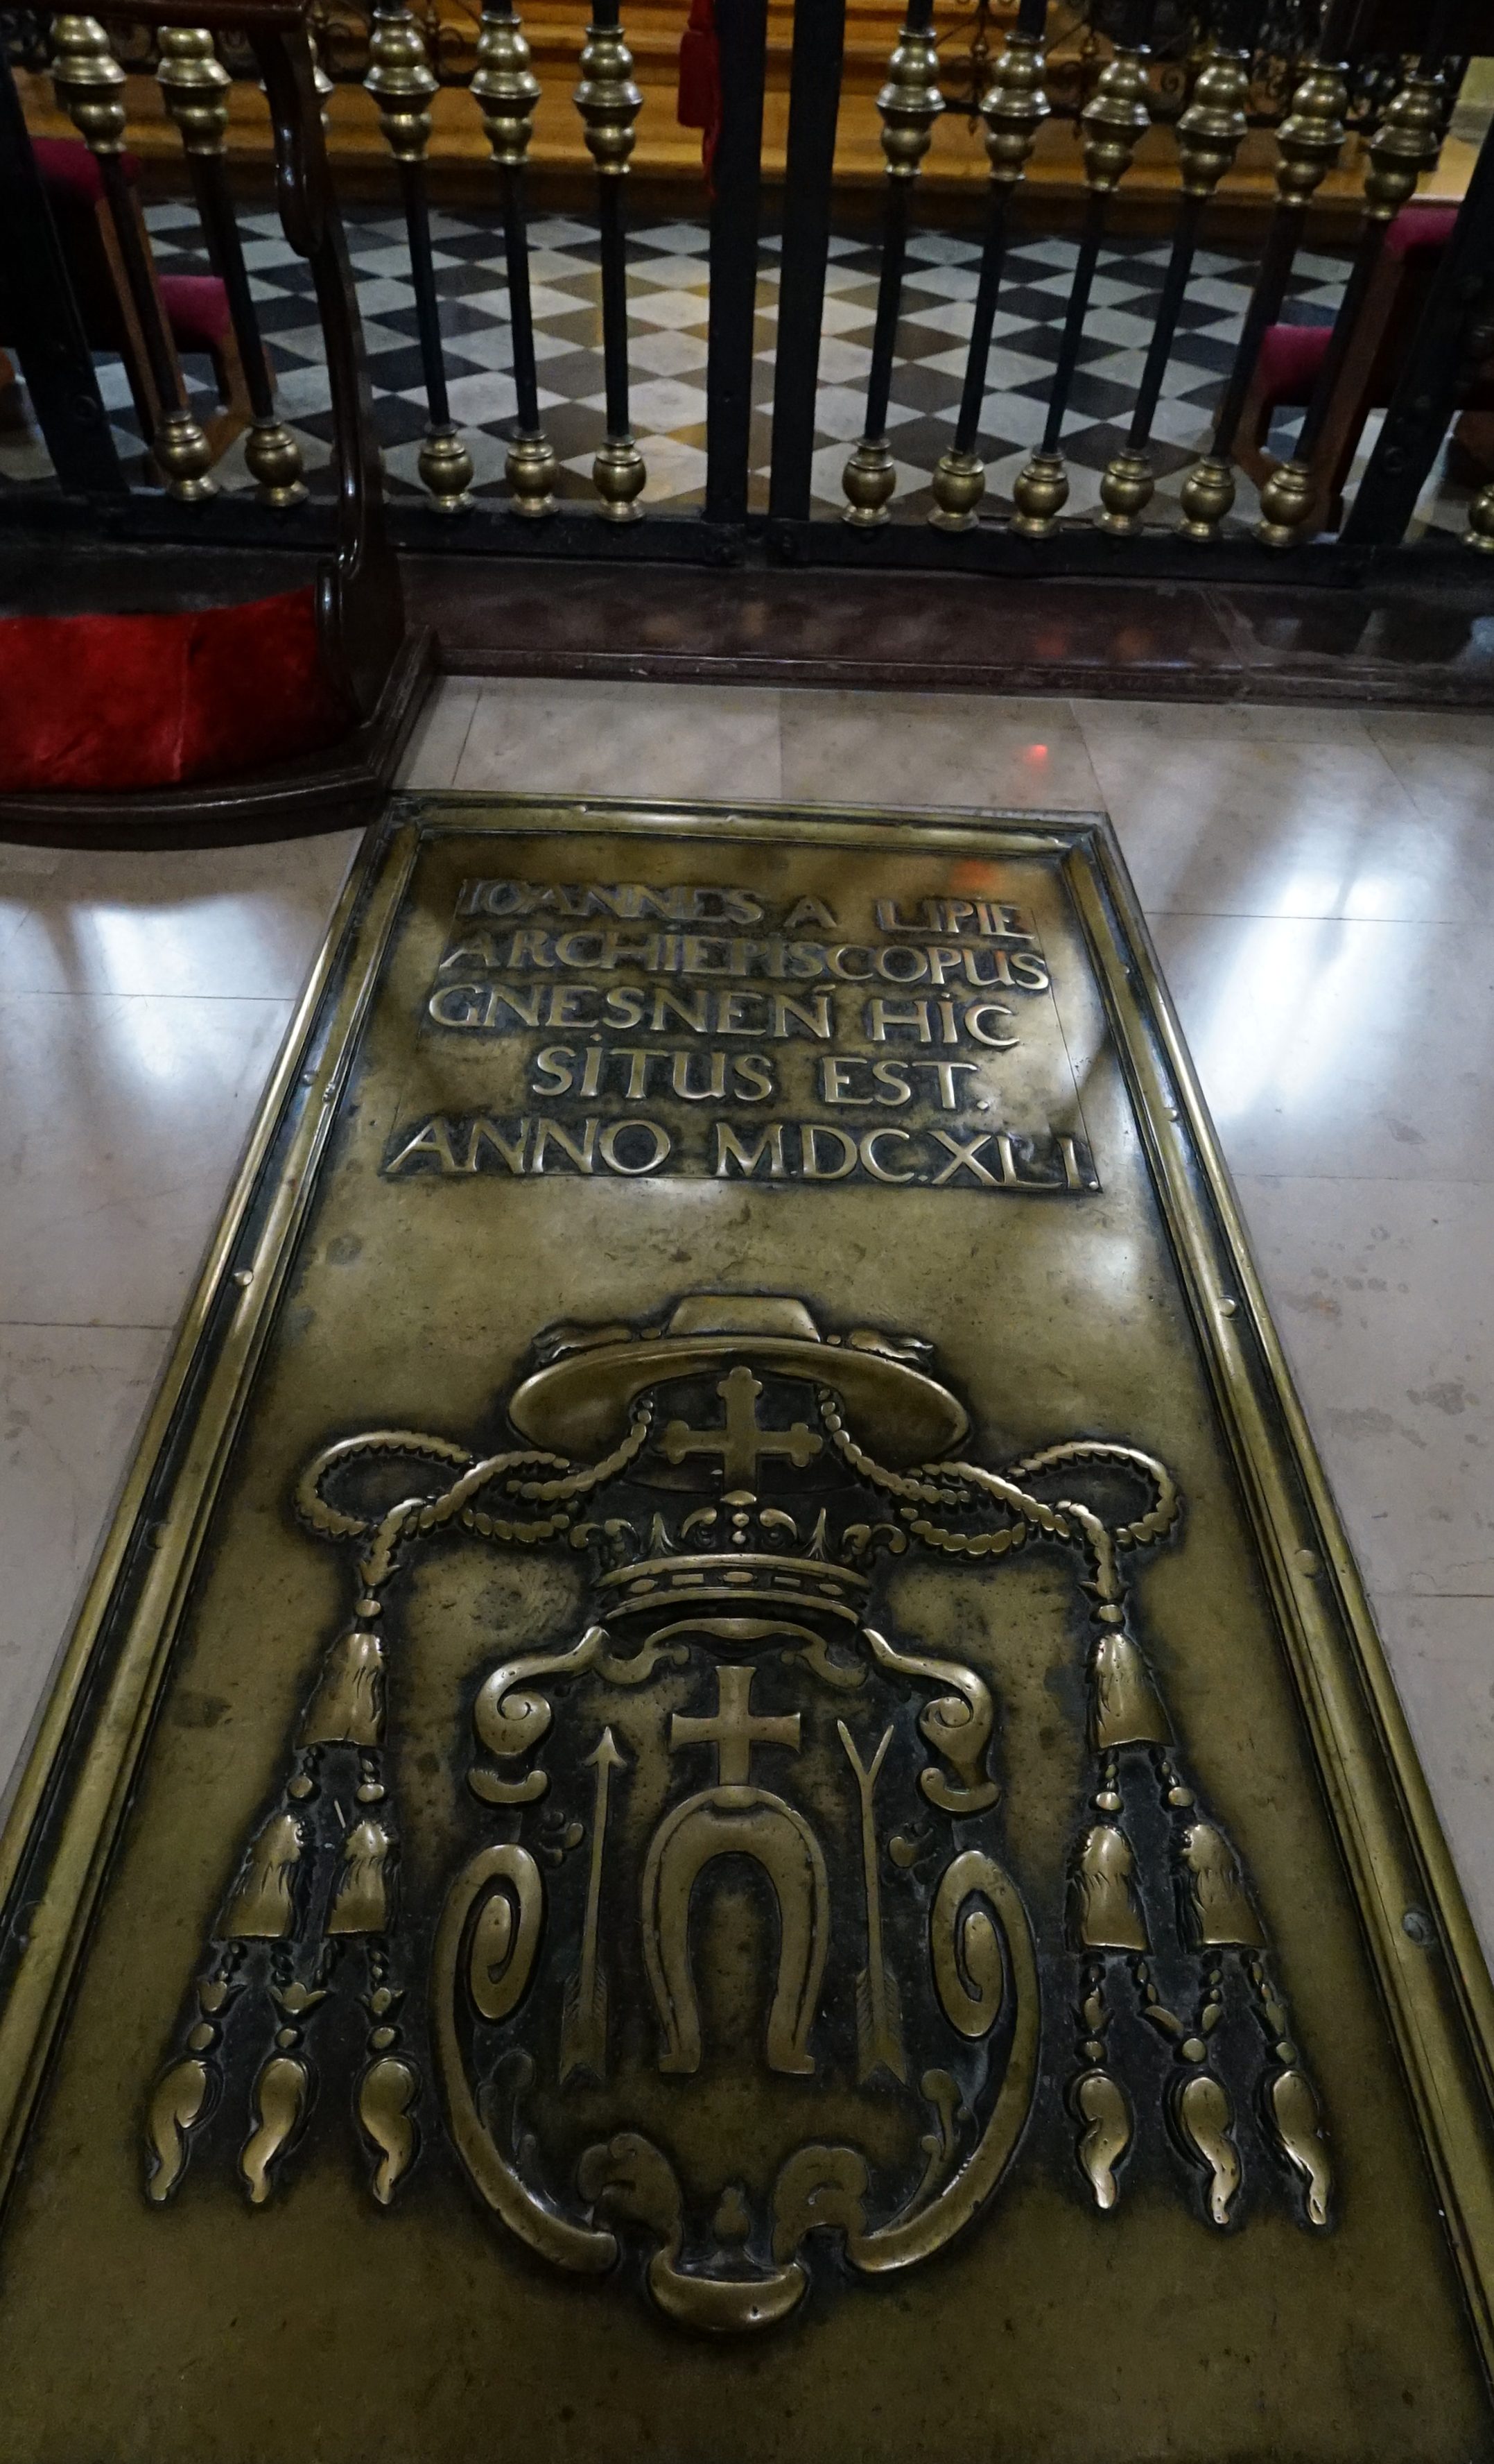 IOANNES A LIPIE
ARCHIEPISCOPUS
GNESNEŃ HIC
SITUS EST.
ANNO M.DC.XLI.